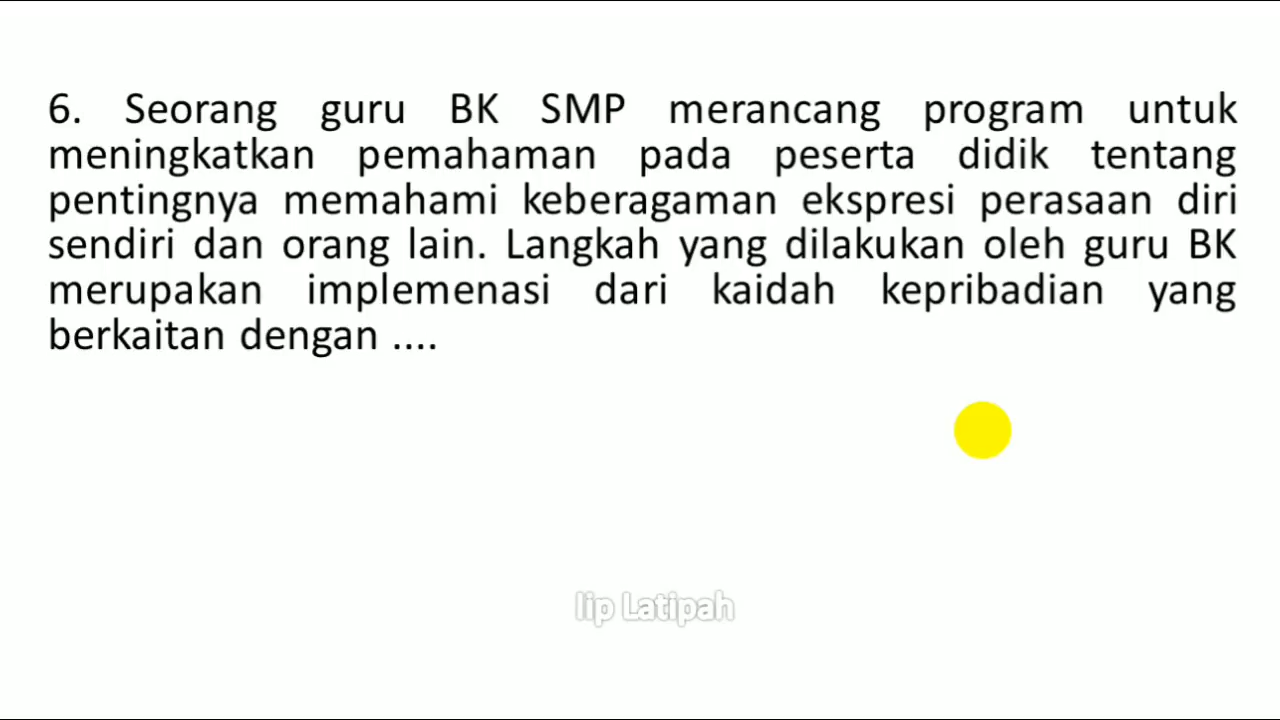 6. Seorang guru BK SMP merancang program untuk
meningkatkan pemahaman pada peserta didik tentang
pentingnya memahami keberagaman ekspresi perasaan diri
sendiri dan orang lain. Langkah yang dilakukan oleh guru BK
merupakan implemenasi dari kaidah kepribadian yang
berkaitan dengan ....
Iip Latipah